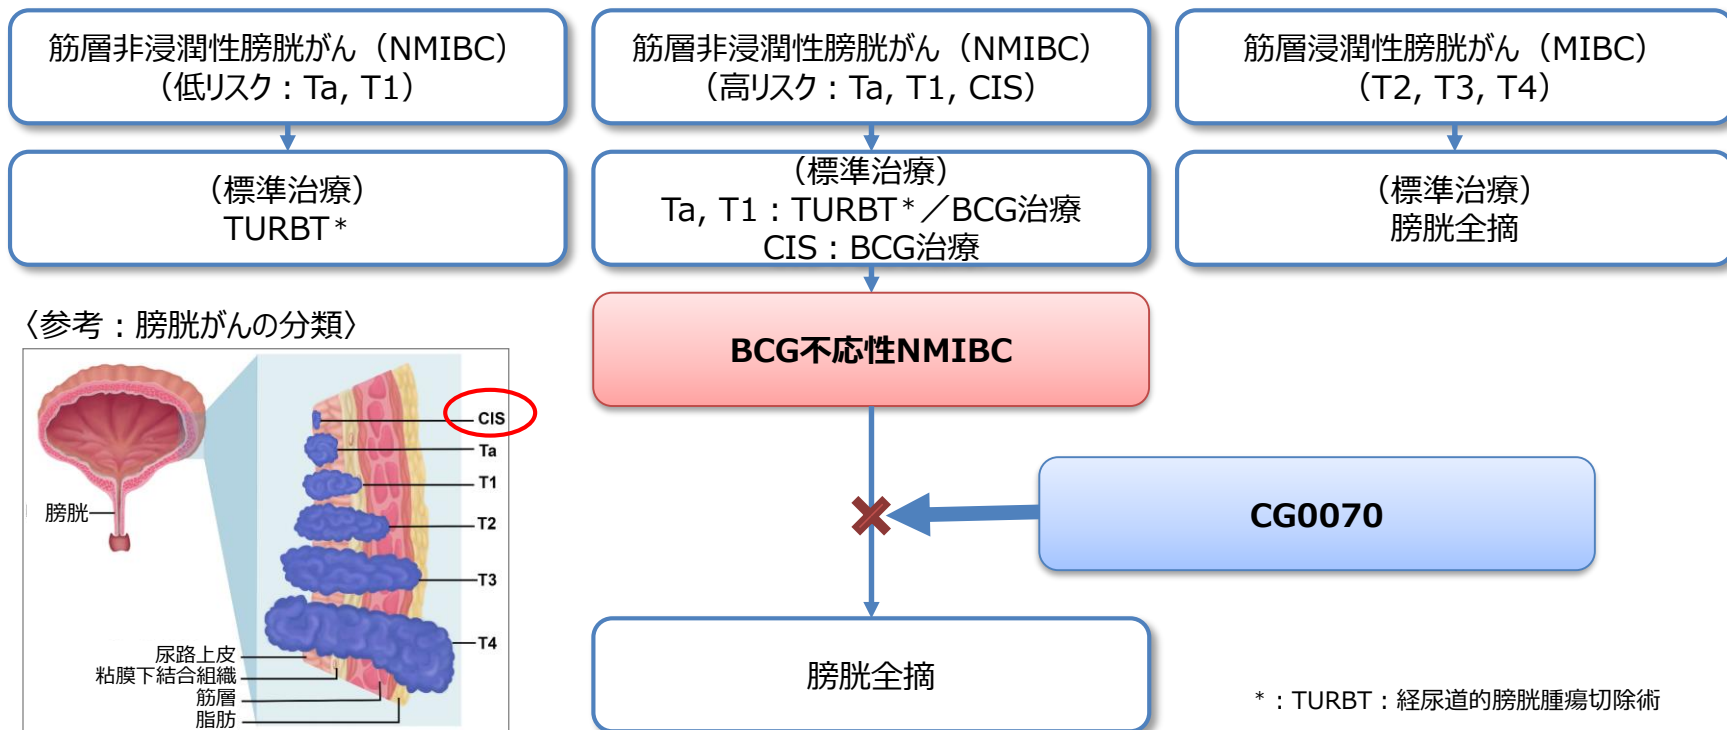 筋層非浸潤性膀胱がん（NMIBC）
（低リスク：Ta, T1）
筋層非浸潤性膀胱がん（NMIBC）
（高リスク：Ta, T1, CIS）
筋層浸潤性膀胱がん（MIBC）
（T2, T3, T4）
（標準治療）
TURBT*
（標準治療）
Ta, T1：TURBT*／BCG治療
CIS：BCG治療
（標準治療）
膀胱全摘
BCG不応性NMIBC
CG0070
膀胱全摘
〈参考：膀胱がんの分類〉
CIS
Ta
T1
T2
T3
T4
膀胱
尿路上皮
粘膜下結合組織
筋層
脂肪
*：TURBT：経尿道的膀胱腫瘍切除術